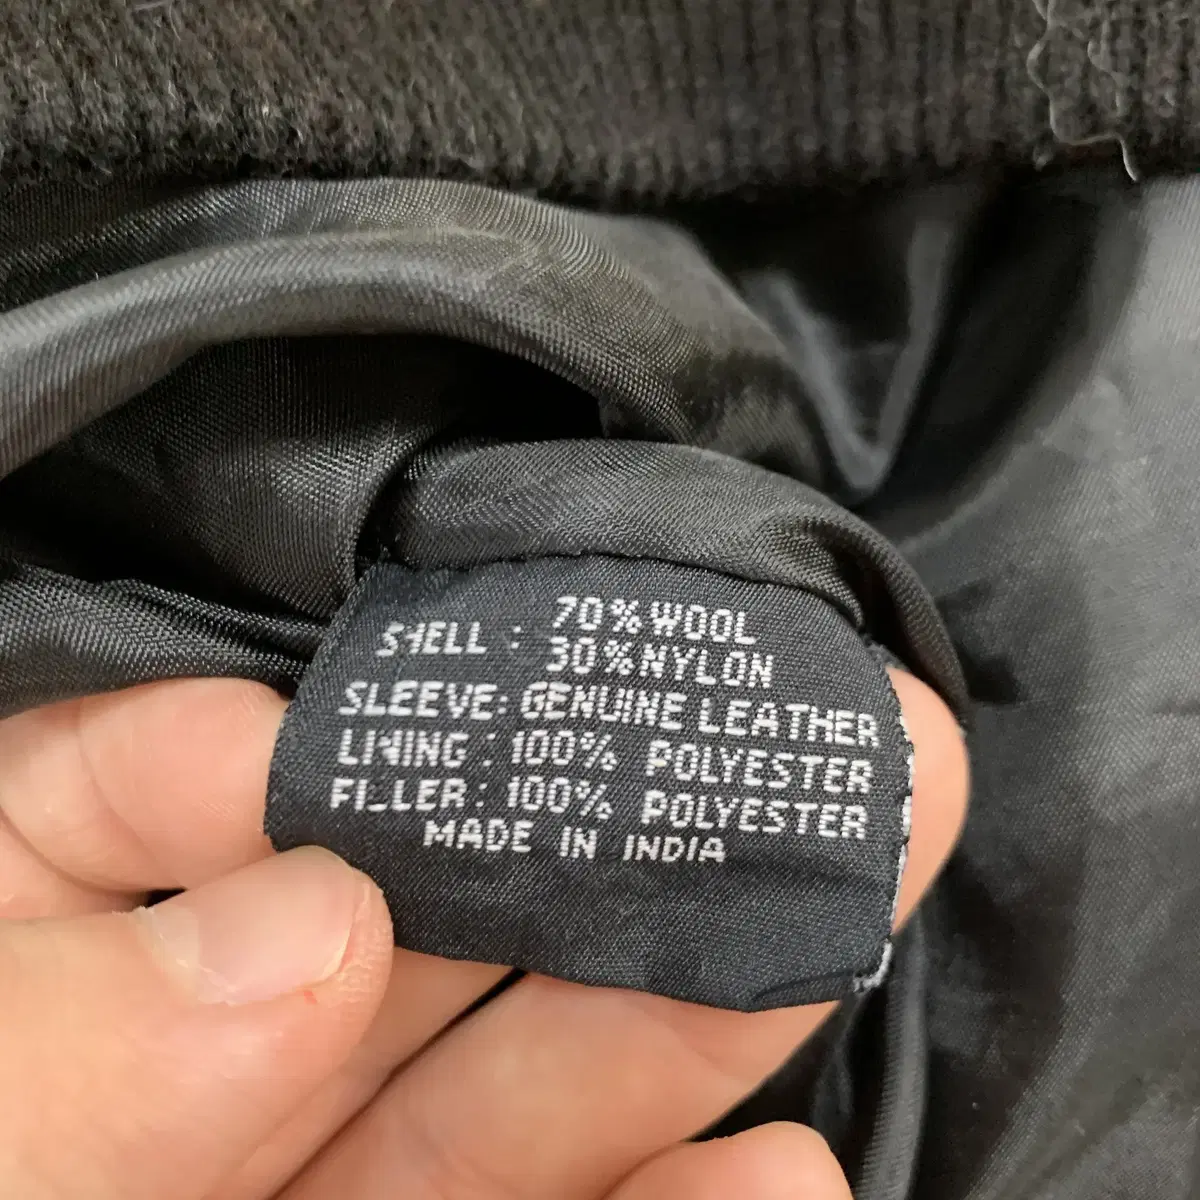 SHELL : 70% WOOL
30% NYLON
SLEEVE: GENUINE LEATHER
LINING : 100% POLYESTER
FILLER : 100% POLYESTER
MADE IN INDIA